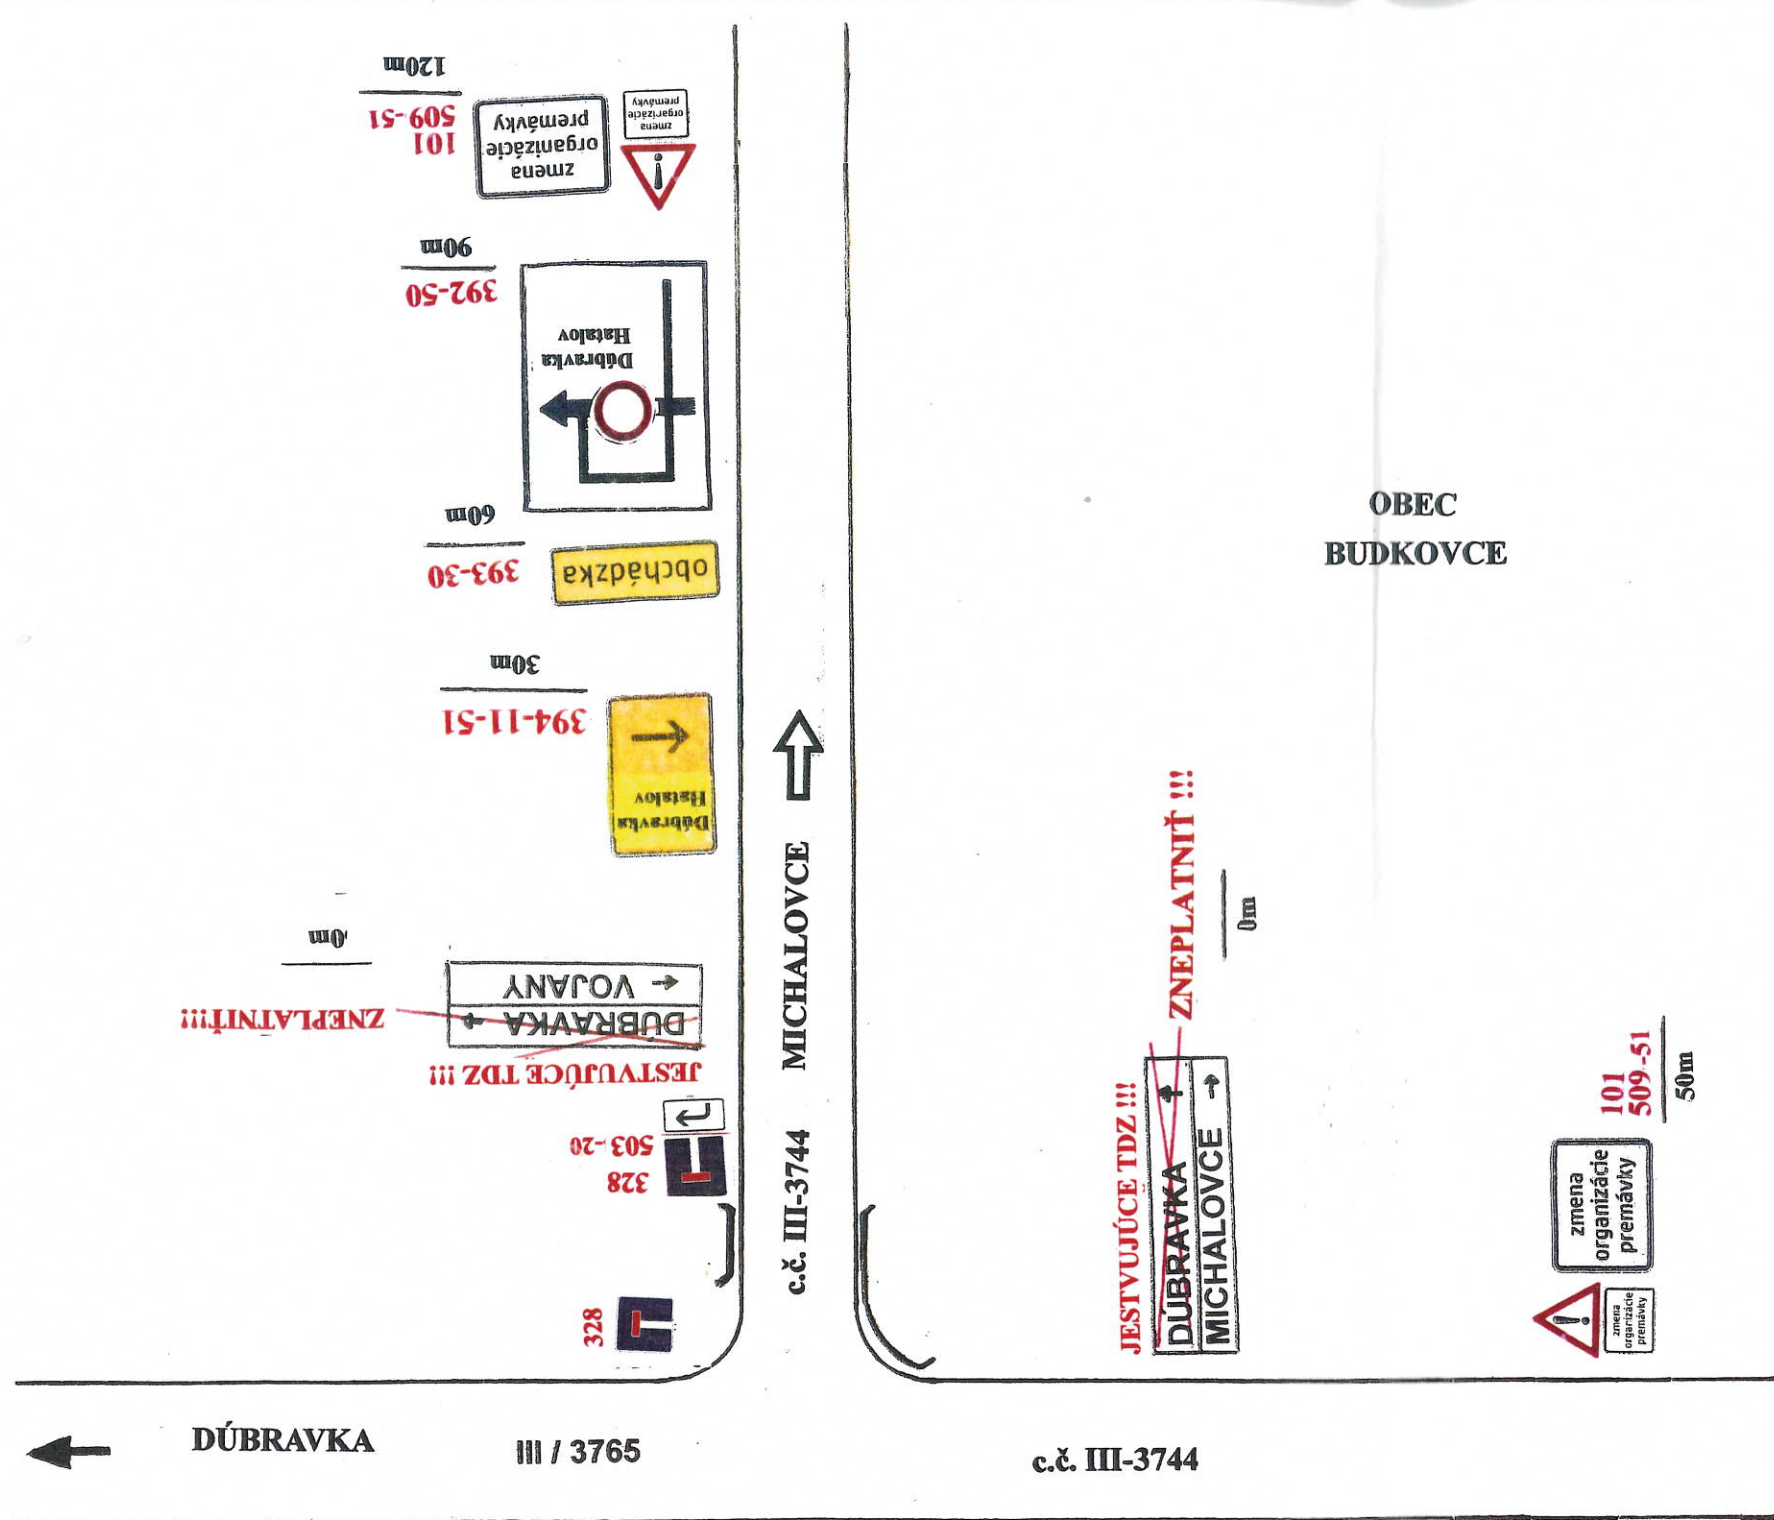 120m
101
509-51
zmena
organizácie
premávky
zmena
organizácie
premávky
90m
392-50
Dúbravka
Hatalov
60m
393-30
obchádzka
30m
394-11-51
Dúbravka
Hatalov
0m
DÚBRAVKA
VOJANY
ZNEPLATNIŤ!!!
JESTVUJÚCE TDZ !!!
503-20
328
328
c.č. III-3744 MICHALOVCE
OBEC
BUDKOVCE
JESTVUJÚCE TDZ !!!
ZNEPLATNIŤ !!!
DÚBRAVKA
MICHALOVCE
0m
101
509-51
50m
zmena
organizácie
premávky
zmena
organizácie
premávky
DÚBRAVKA
III / 3765
c.č. III-3744